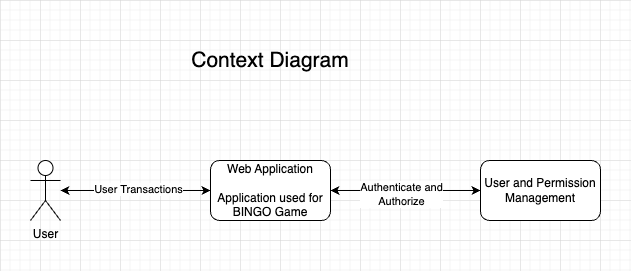 Context Diagram
User Transactions
User
Web Application
Application used for
BINGO Game
Authenticate and
Authorize
User and Permission
Management